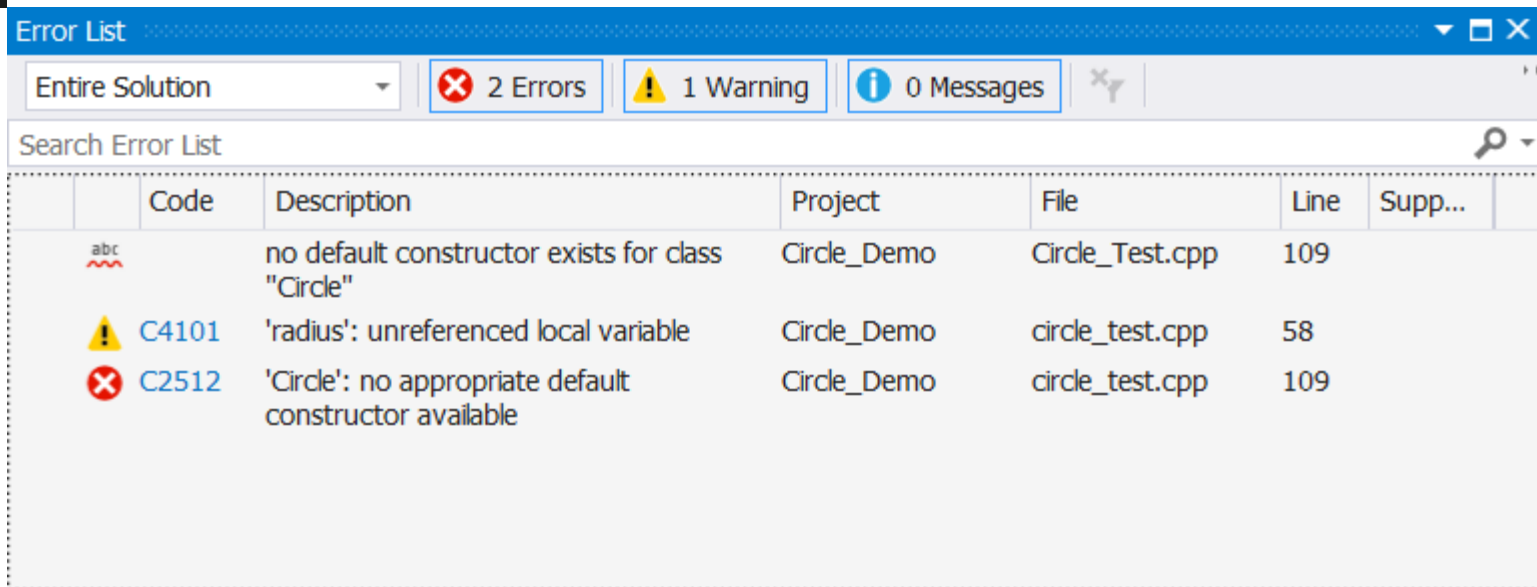 Error List
Entire Solution 2 Errors 1 Warning 0 Messages
Search Error List
Code Description Project File Line Supp...
abc no default constructor exists for class Circle_Demo Circle_Test.cpp 109
"Circle"
C4101 'radius': unreferenced local variable Circle_Demo circle_test.cpp 58
C2512 'Circle': no appropriate default Circle_Demo circle_test.cpp 109
constructor available